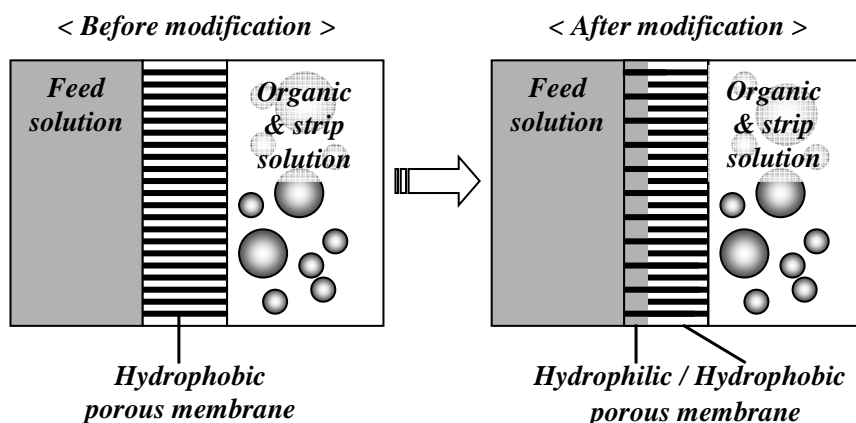 < Before modification >
Feed
solution
Organic
& strip
solution
Hydrophobic
porous membrane
< After modification >
Feed
solution
Organic
& strip
solution
Hydrophilic / Hydrophobic
porous membrane